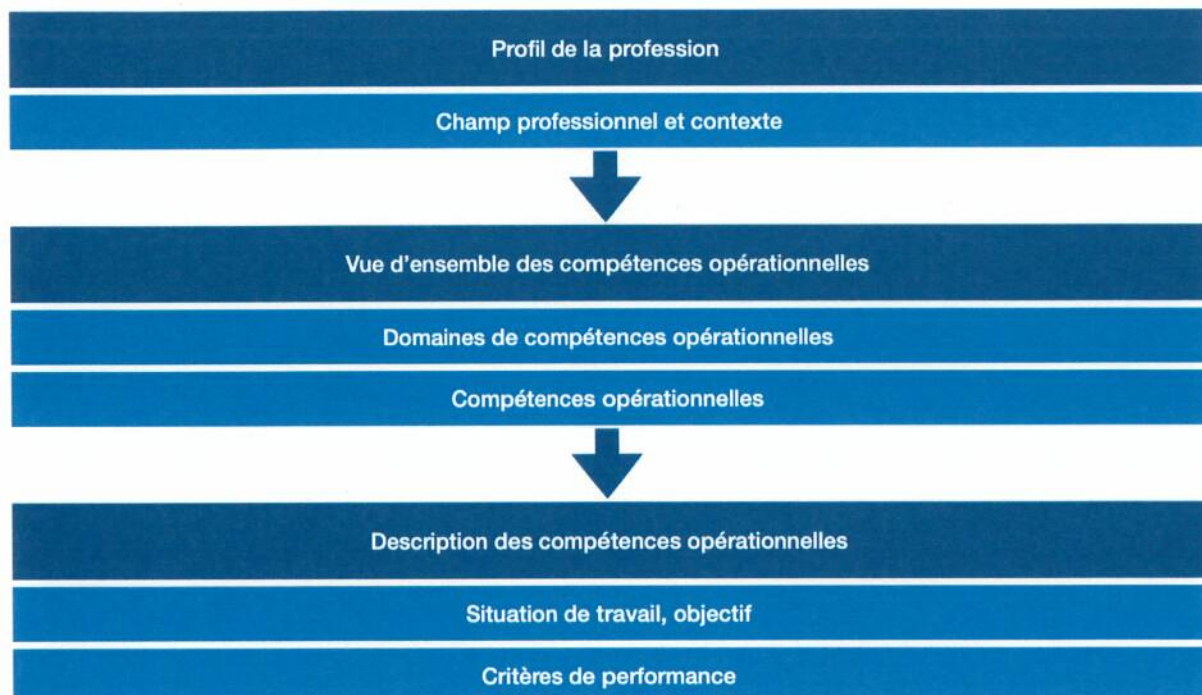 Profil de la profession
Champ professionnel et contexte
Vue d'ensemble des compétences opérationnelles
Domaines de compétences opérationnelles
Compétences opérationnelles
Description des compétences opérationnelles
Situation de travail, objectif
Critères de performance